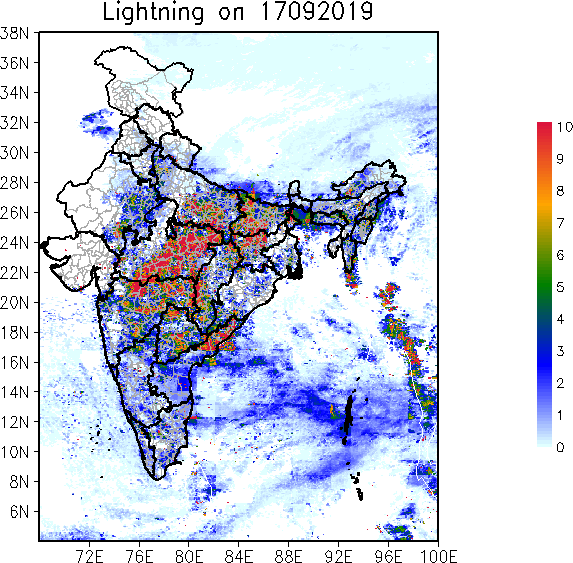 Lightning on 17092019
38N
36N
34N
32N
30N
28N
26N
24N
22N
20N
18N
16N
14N
12N
10N
8N
6N
72E 76E 80E 84E 88E 92E 96E 100E
10
9
8
7
6
5
4
3
2
1
0